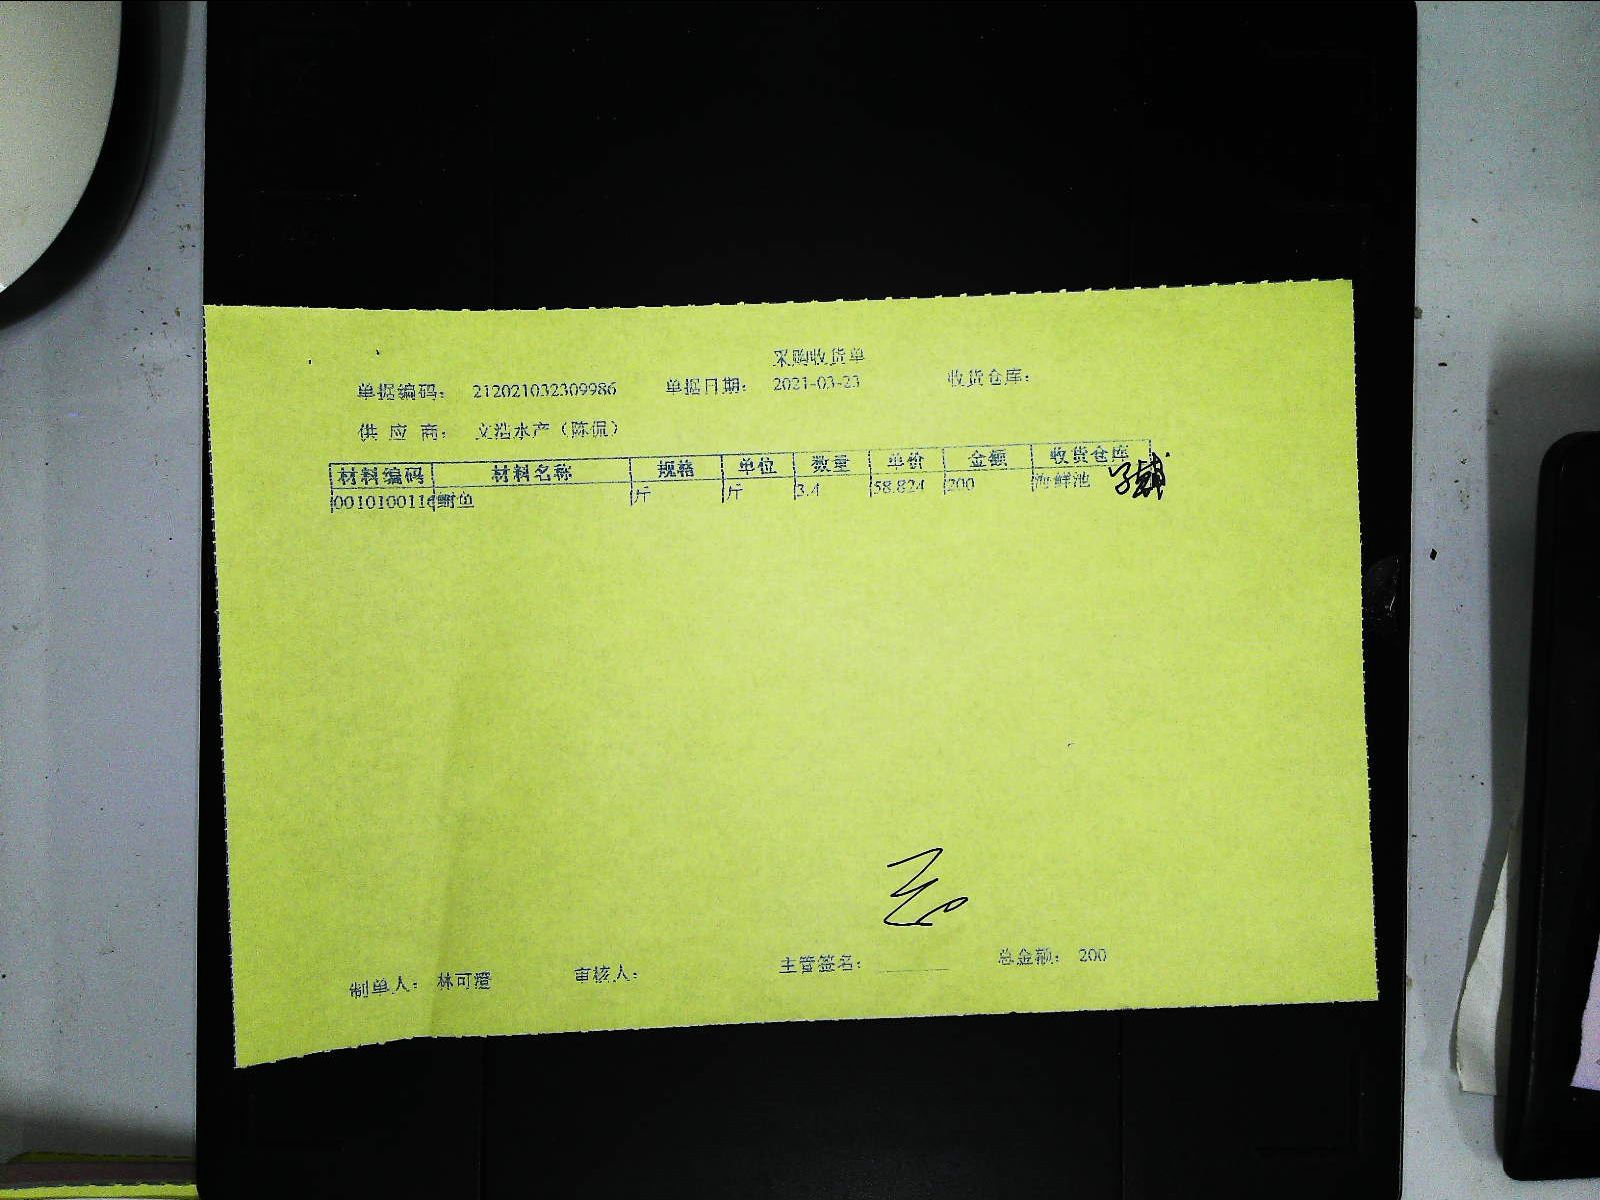 采购收货单
单据编码： 212021032309986 单据日期： 2021-03-23 收货仓库：
供 应 商： 文浩水产（陈侃）
材料编码 材料名称 规格 单位 数量 单价 金额 收货仓库
001010011 鲥鱼 斤 斤 3.4 58.824 200 海鲜池
制单人： 林可澄 审核人： 主管签名： 总金额： 200